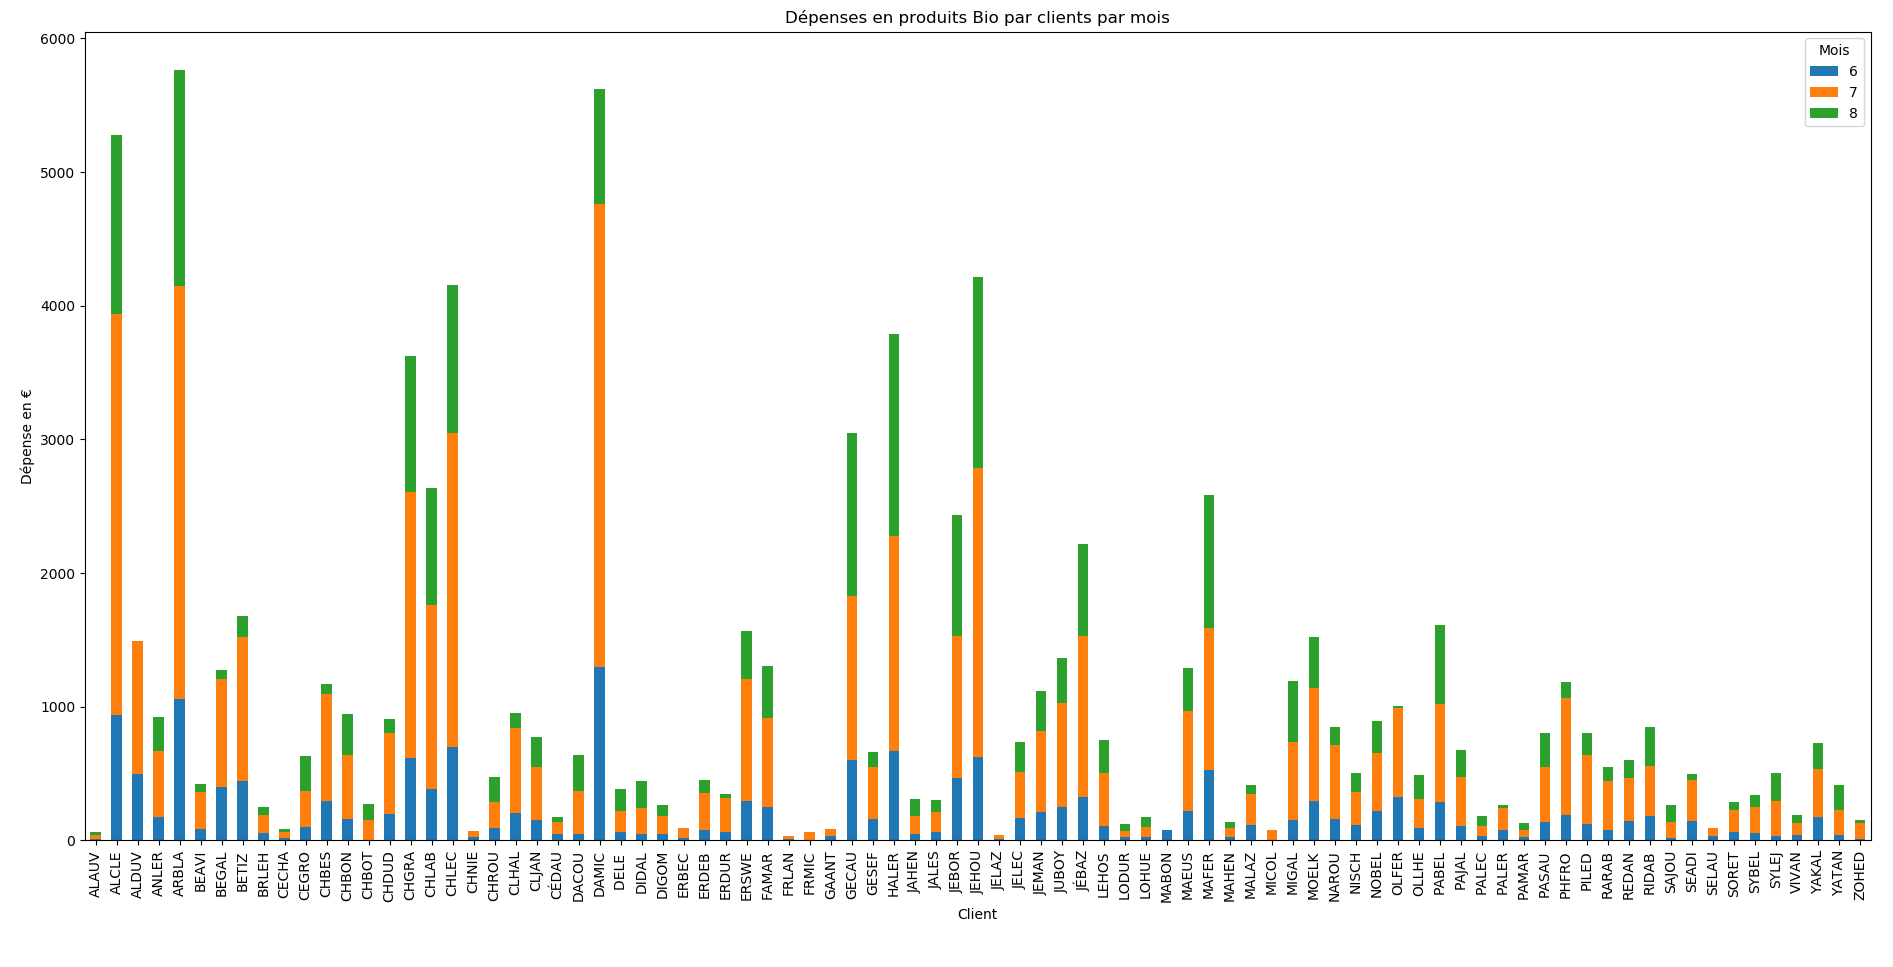 Dépenses en produits Bio par clients par mois
Mois
6
7
8
6000
5000
4000
3000
2000
1000
0
Dépense en €
ALAUV
ALCLE
ALDUV
ANLER
ARBLA
BEAVI
BEGAL
BETIZ
BRLEH
CECHA
CEGRO
CHBES
CHBON
CHBOT
CHDUD
CHGRA
CHLAB
CHLEC
CHNIE
CHROU
CLHAL
CLJAN
CÉDAU
DACOU
DAMIC
DELE
DIDAL
DIGOM
ERBEC
ERDEB
ERDUR
ERSWE
FAMAR
FRLAN
FRMIC
GAANT
GECAU
GESEF
HALER
JAHEN
JALES
JEBOR
JEHOU
JELAZ
JELEC
JEMAN
JUBOY
JÉBAZ
LEHOS
LODUR
LOHUE
MABON
MAEUS
MAFER
MAHEN
MALAZ
MICOL
MIGAL
MOELK
NAROU
NISCH
NOBEL
OLFER
OLLHE
PABEL
PAJAL
PALEC
PALER
PAMAR
PASAU
PHFRO
PILED
RARAB
REDAN
RIDAB
SAJOU
SEADI
SELAU
SORET
SYBEL
SYLEJ
VIVAN
YAKAL
YATAN
ZOHED
Client